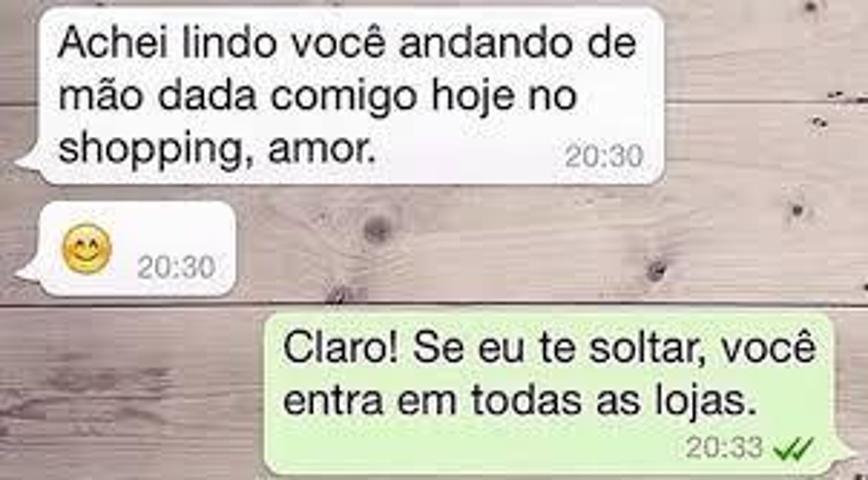 Achei lindo você andando de
mão dada comigo hoje no
shopping, amor.
20:30
😊 20:30
Claro! Se eu te soltar, você
entra em todas as lojas.
20:33